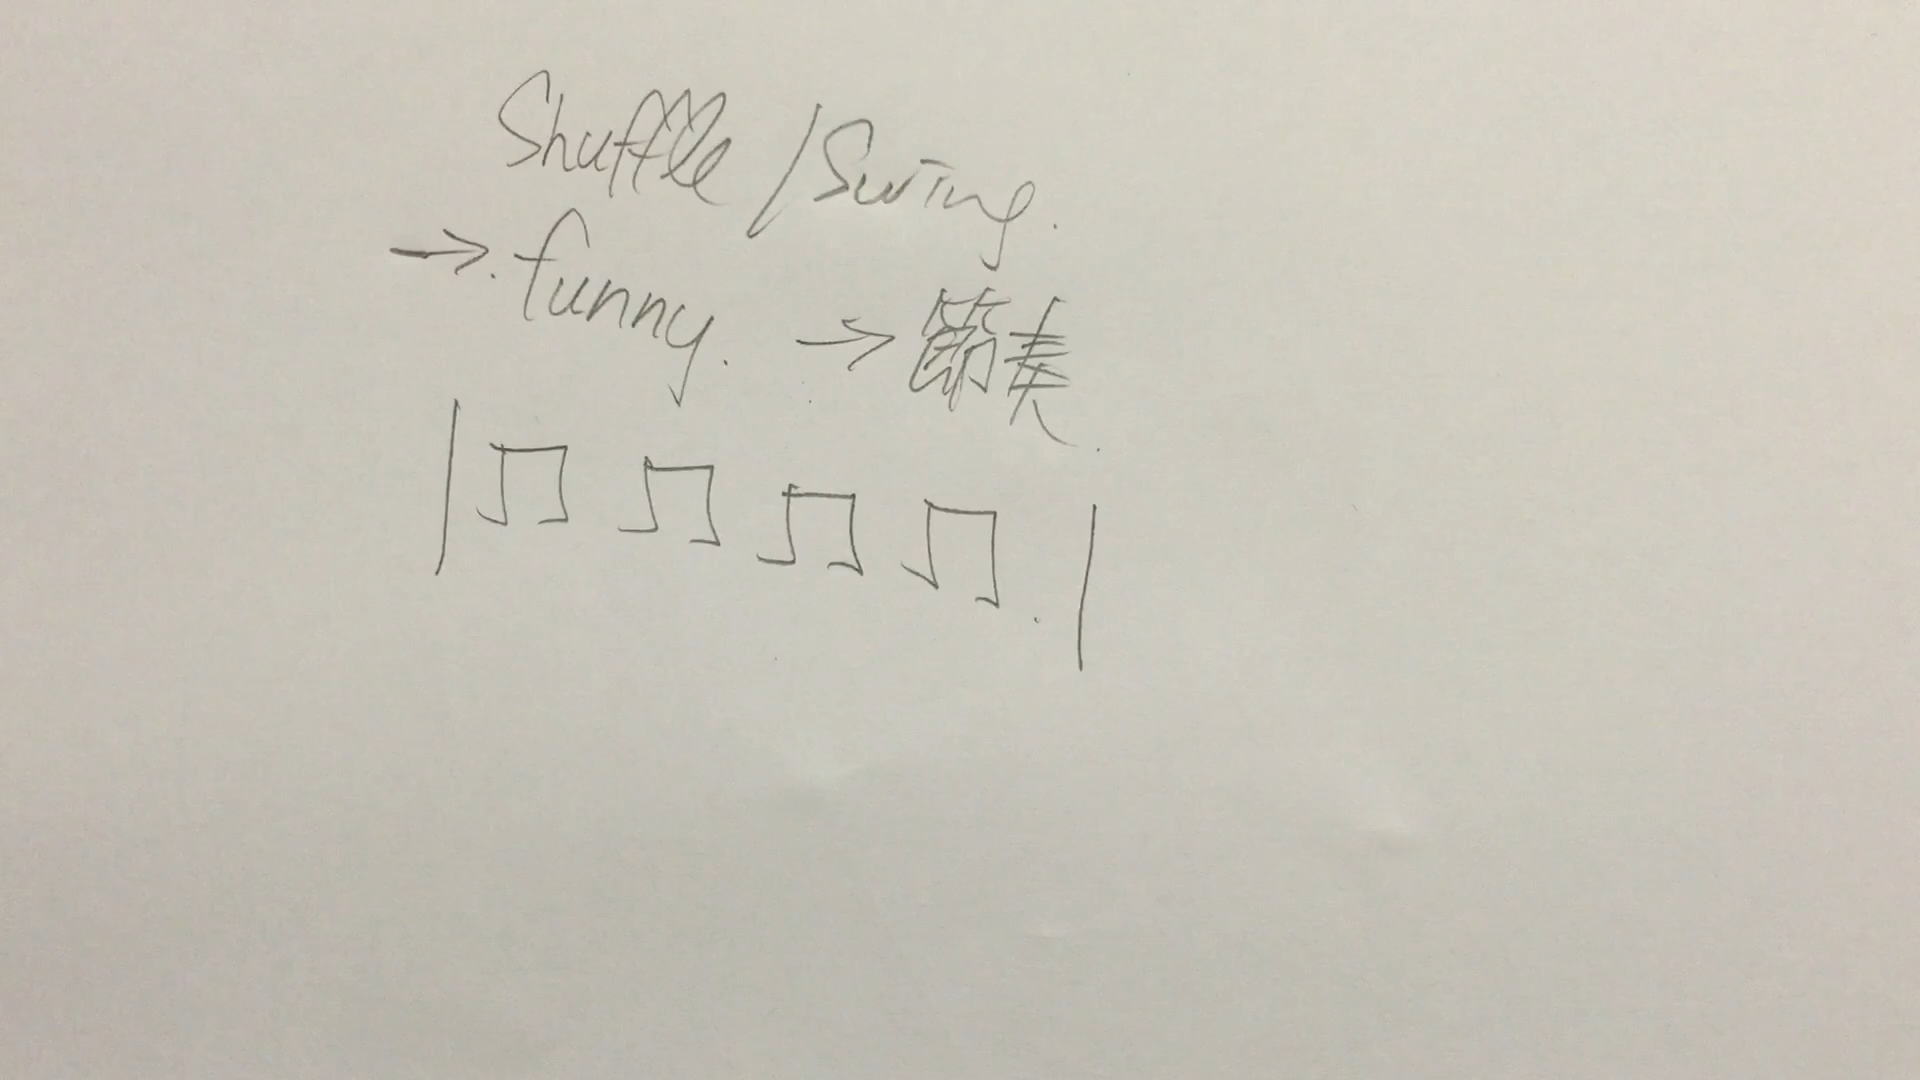 Shuffle / Swing.
→ funny. → 節奏
| ♫ ♫ ♫ ♫ |